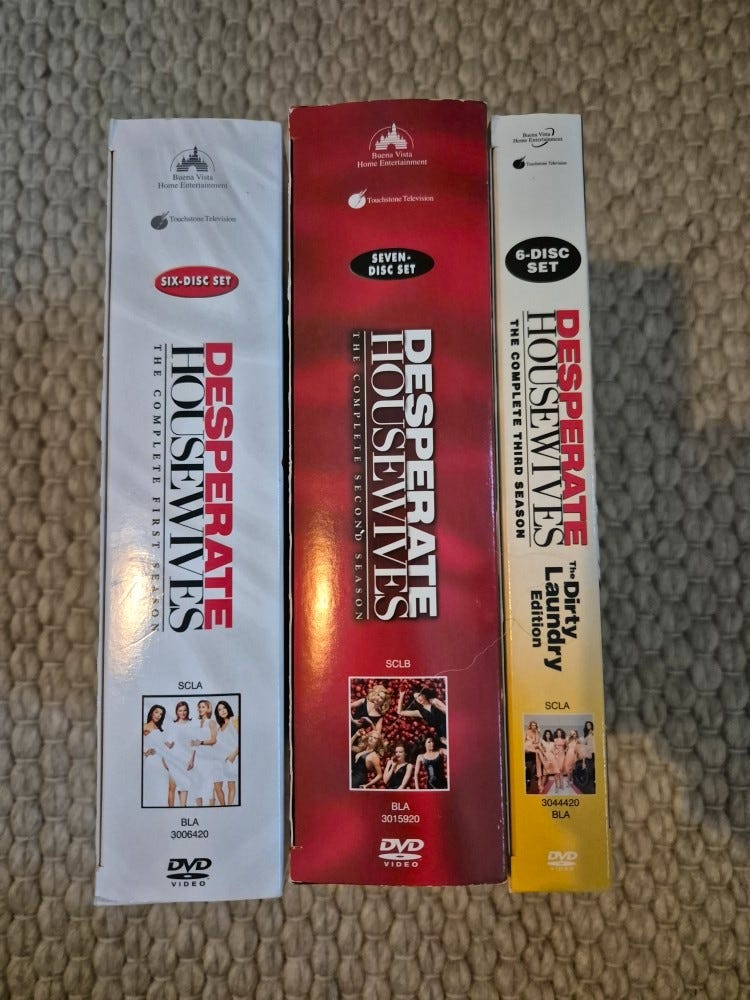 Buena Vista
Home Entertainment
Touchstone Television
SIX-DISC SET
DESPERATE
HOUSEWIVES
THE COMPLETE FIRST SEASON
SCLA
BLA
3006420
DVD
VIDEO
Buena Vista
Home Entertainment
Touchstone Television
SEVEN-
DISC SET
DESPERATE
HOUSEWIVES
THE COMPLETE SECOND SEASON
SCLB
BLA
3015920
DVD
VIDEO
Buena Vista
Home Entertainment
Touchstone Television
6-DISC
SET
DESPERATE
HOUSEWIVES
THE COMPLETE THIRD SEASON
The Dirty
Laundry
Edition
SCLA
3044420
BLA
DVD
VIDEO